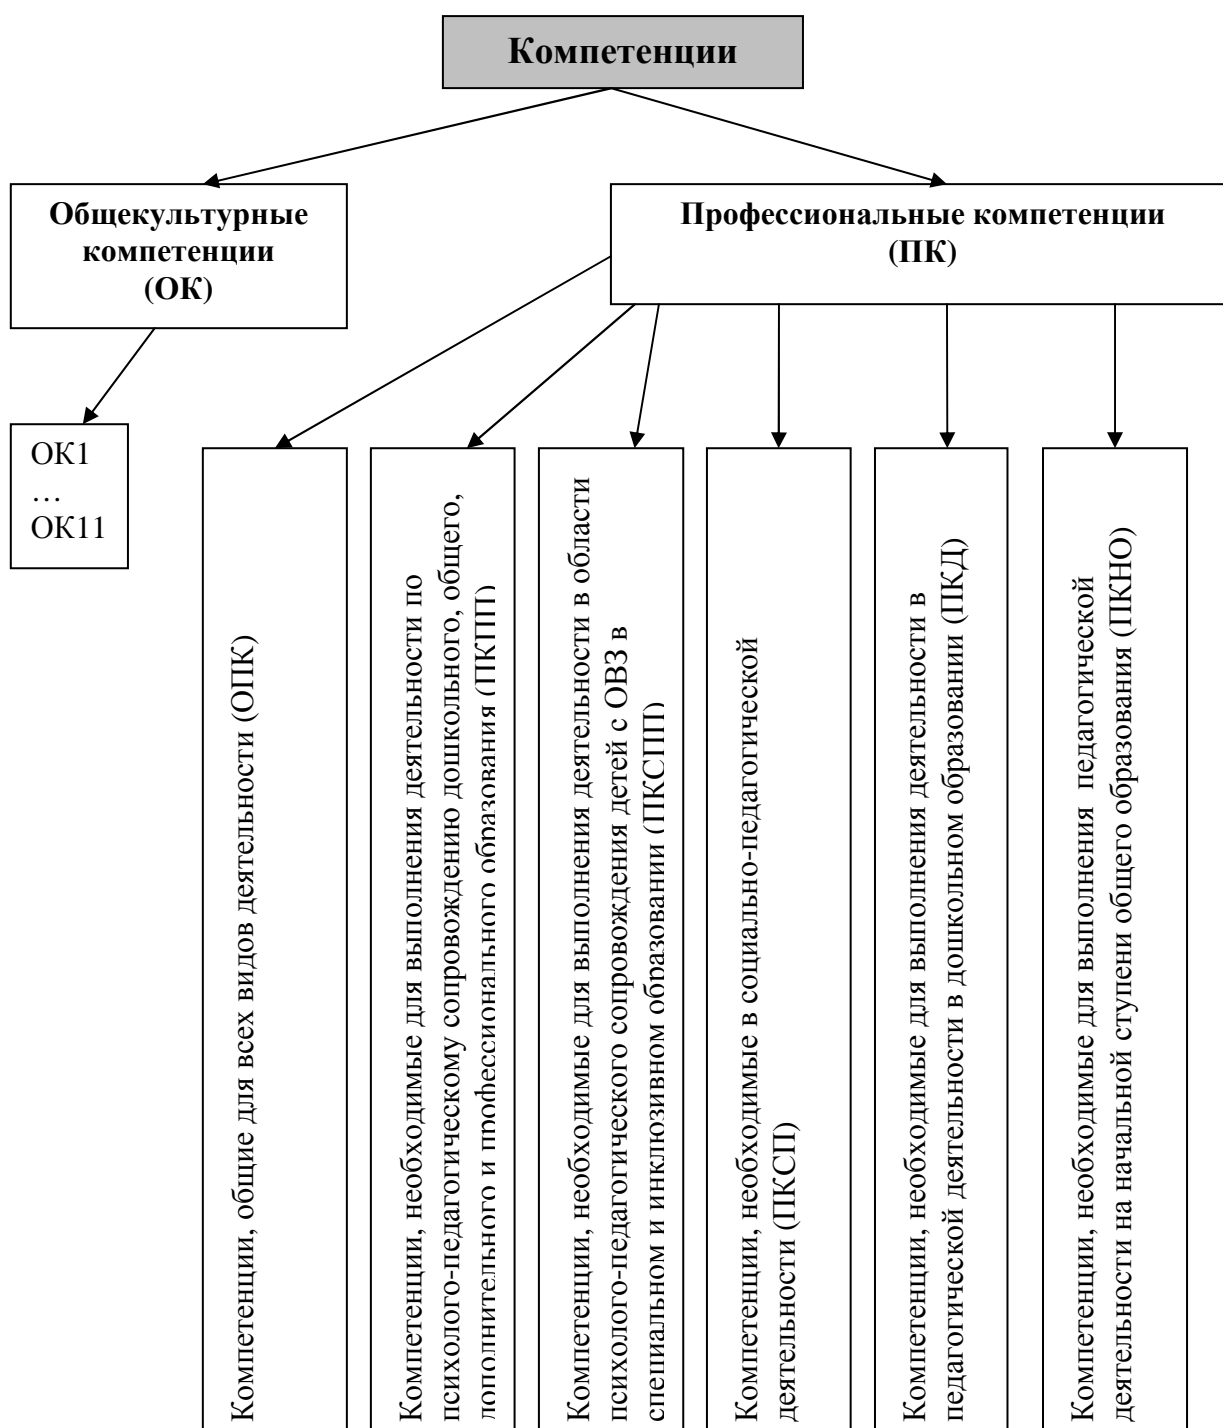 Компетенции
Общекультурные
компетенции
(ОК)
Профессиональные компетенции
(ПК)
ОК1
…
ОК11
Компетенции, общие для всех видов деятельности (ОПК)
Компетенции, необходимые для выполнения деятельности по
психолого-педагогическому сопровождению дошкольного, общего,
дополнительного и профессионального образования (ПКПП)
Компетенции, необходимые для выполнения деятельности в области
психолого-педагогического сопровождения детей с ОВЗ в
специальном и инклюзивном образовании (ПКСПП)
Компетенции, необходимые в социально-педагогической
деятельности (ПКСП)
Компетенции, необходимые для выполнения деятельности в
педагогической деятельности в дошкольном образовании (ПКД)
Компетенции, необходимые для выполнения  педагогической
деятельности на начальной ступени общего образования (ПКНО)